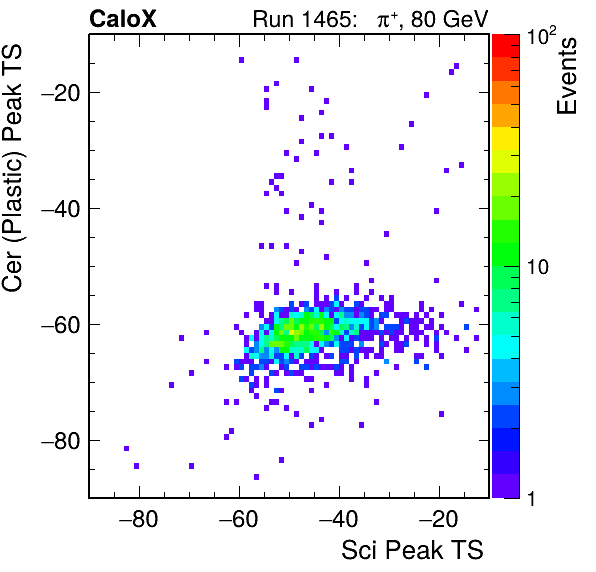 CaloX Run 1465: π⁺, 80 GeV
Cer (Plastic) Peak TS
−20
−40
−60
−80
−80 −60 −40 −20
Sci Peak TS
10²
10
1
Events